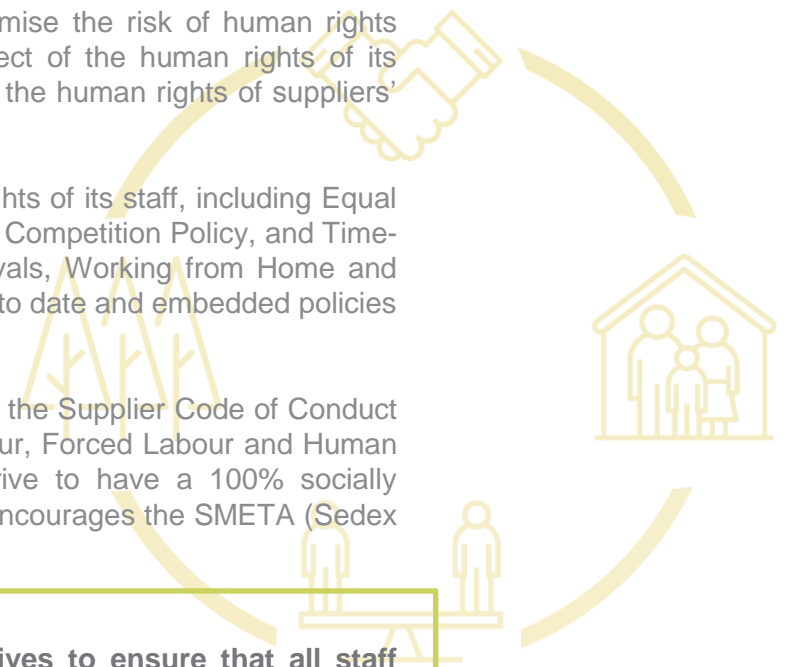 mise the risk of human rights
ect of the human rights of its
the human rights of suppliers'
hts of its staff, including Equal
Competition Policy, and Time-
vals, Working from Home and
to date and embedded policies
the Supplier Code of Conduct
ur, Forced Labour and Human
rive to have a 100% socially
encourages the SMETA (Sedex
ives to ensure that all staff